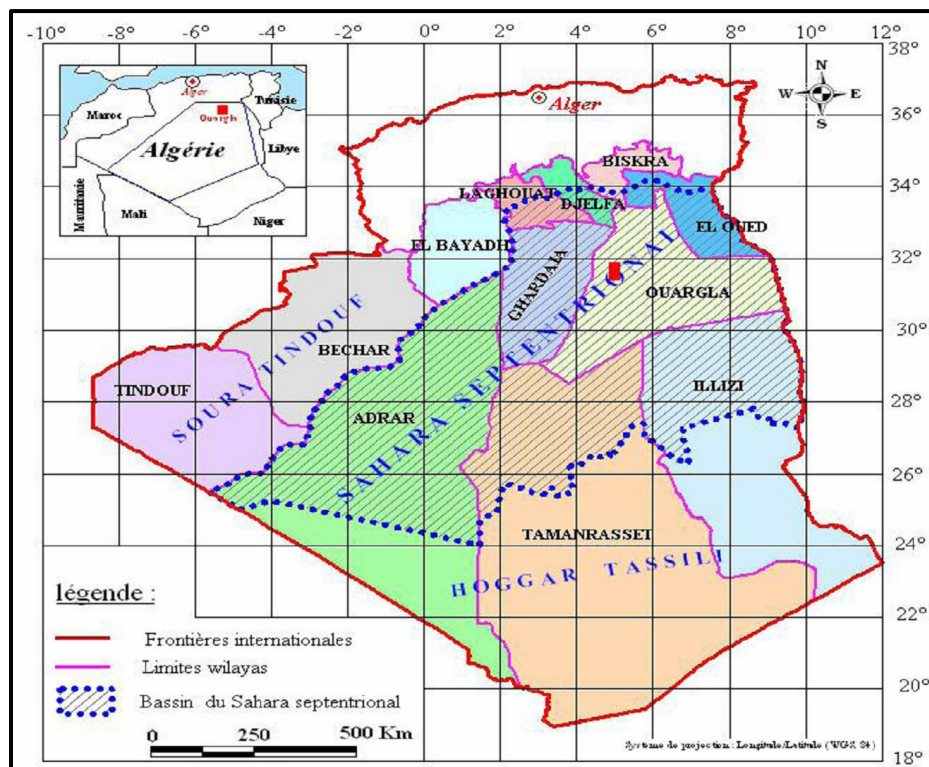 -10° -8° -6° -4° -2° 0° 2° 4° 6° 8° 10° 12°
38°
36°
34°
32°
30°
28°
26°
24°
22°
20°
18°
N
W E
S
Alger
Tunisie
Maroc
Ouargla
Algérie
Libye
Mauritanie
Mali
Niger
Alger
BISKRA
LAGHOUAT
DJELFA
EL OUED
EL BAYADH
GHARDAIA
OUARGLA
BECHAR
TINDOUF
ILLIZI
ADRAR
SOURA TINDOUF
SAHARA SEPTENTRIONAL
TAMANRASSET
HOGGAR TASSILI
légende :
Frontières internationales
Limites wilayas
Bassin du Sahara septentrional
0 250 500 Km
Systeme de projection : Longitude/Latitude (WGS 84)